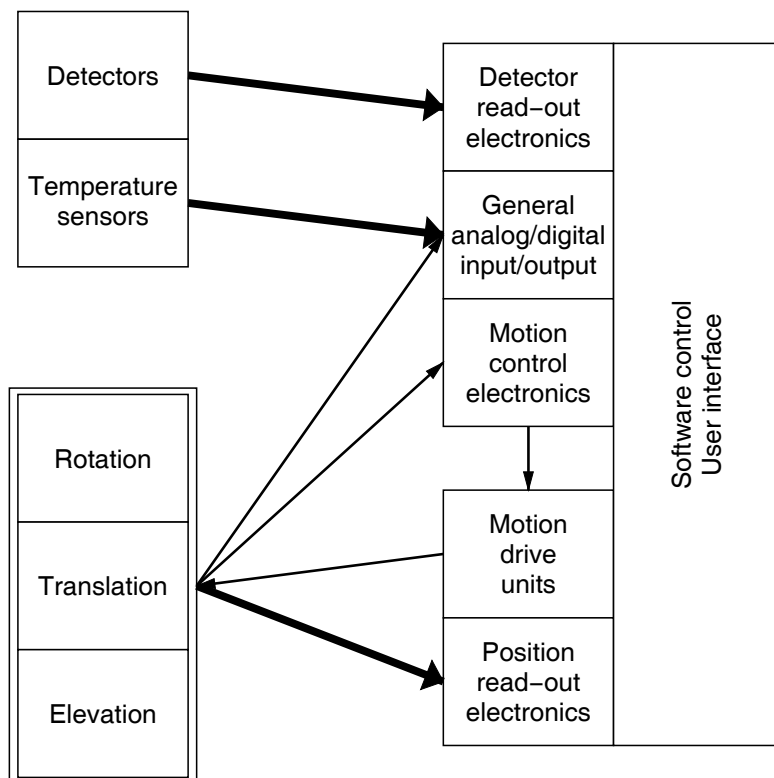 Detectors
Temperature
sensors
Rotation
Translation
Elevation
Detector
read−out
electronics
General
analog/digital
input/output
Motion
control
electronics
Motion
drive
units
Position
read−out
electronics
Software control
User interface